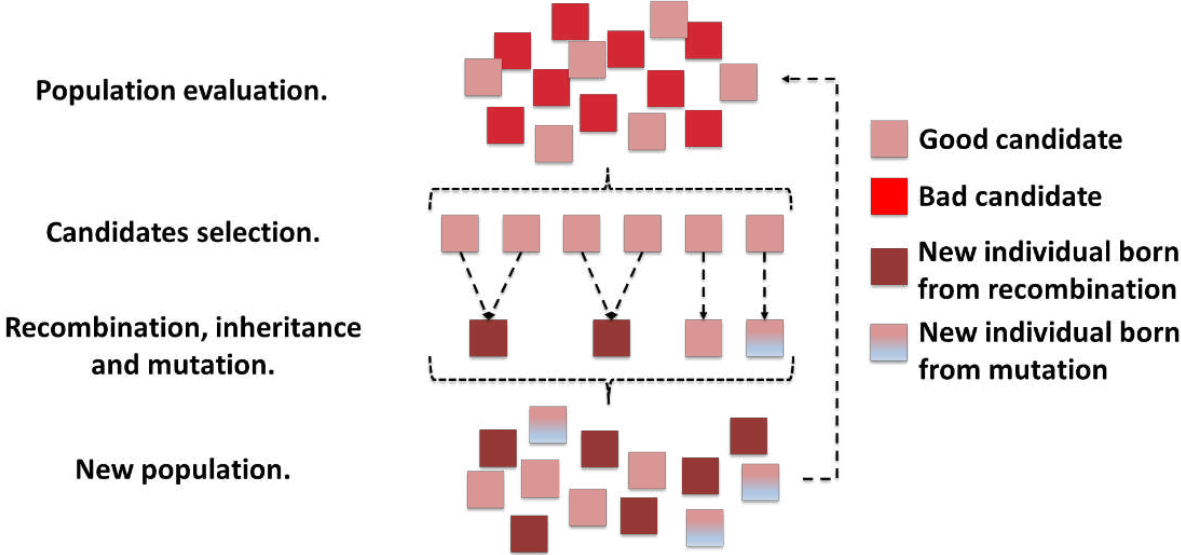 Population evaluation.
Candidates selection.
Recombination, inheritance
and mutation.
New population.
Good candidate
Bad candidate
New individual born
from recombination
New individual born
from mutation